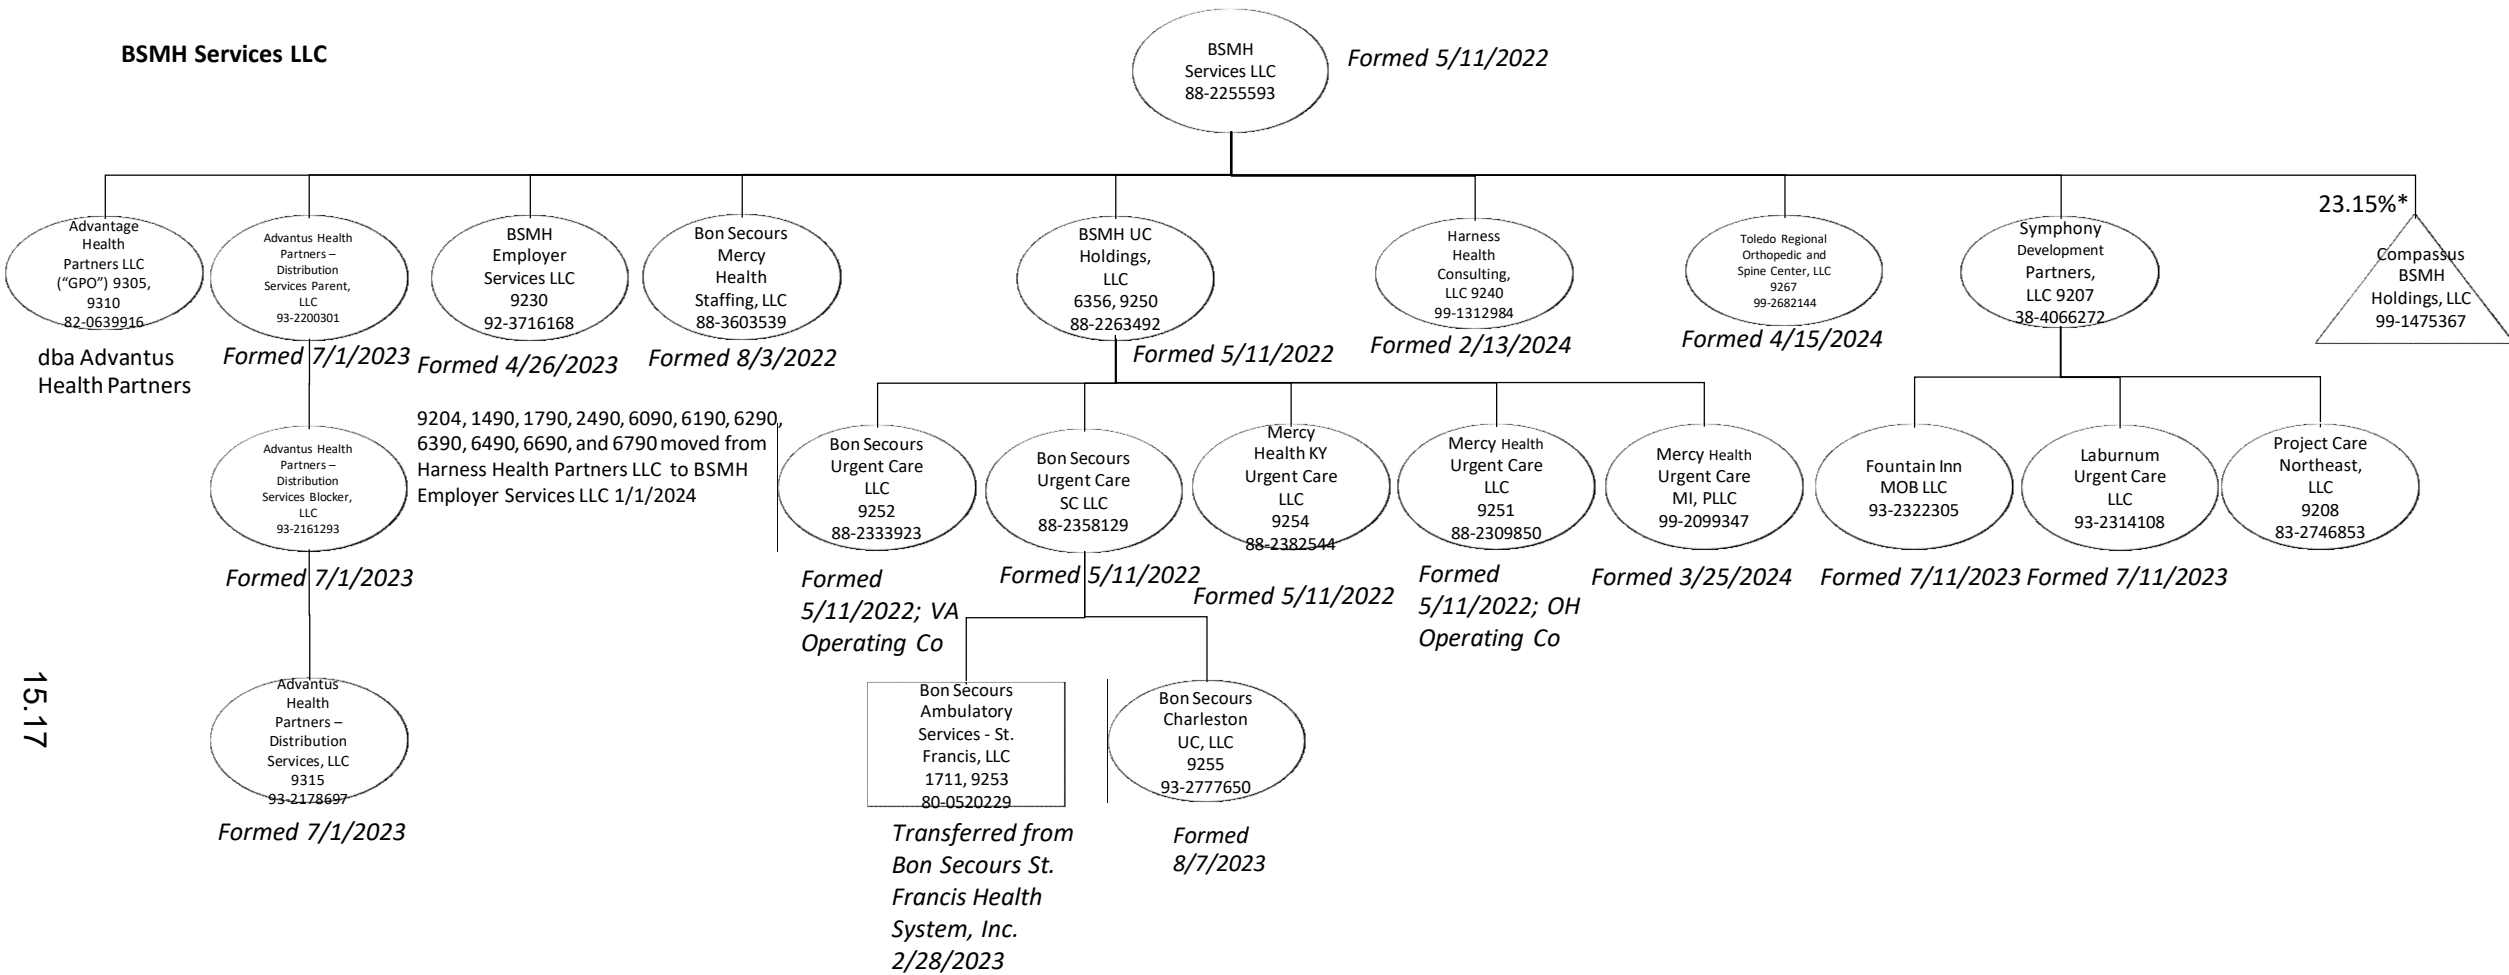 BSMH Services LLC
BSMH
Services LLC
88-2255593
Formed 5/11/2022
Advantage
Health
Partners LLC
(“GPO”) 9305,
9310
82-0639916
dba Advantus
Health Partners
Advantus Health
Partners –
Distribution
Services Parent,
LLC
93-2200301
Formed 7/1/2023
BSMH
Employer
Services LLC
9230
92-3716168
Formed 4/26/2023
9204, 1490, 1790, 2490, 6090, 6190, 6290,
6390, 6490, 6690, and 6790 moved from
Harness Health Partners LLC to BSMH
Employer Services LLC 1/1/2024
Bon Secours
Mercy
Health
Staffing, LLC
88-3603539
Formed 8/3/2022
BSMH UC
Holdings,
LLC
6356, 9250
88-2263492
Formed 5/11/2022
Harness
Health
Consulting,
LLC 9240
99-1312984
Formed 2/13/2024
Toledo Regional
Orthopedic and
Spine Center, LLC
9267
99-2682144
Formed 4/15/2024
Symphony
Development
Partners,
LLC 9207
38-4066272
23.15%*
Compassus
BSMH
Holdings, LLC
99-1475367
Advantus Health
Partners –
Distribution
Services Blocker,
LLC
93-2161293
Formed 7/1/2023
Bon Secours
Urgent Care
LLC
9252
88-2333923
Formed
5/11/2022; VA
Operating Co
Bon Secours
Urgent Care
SC LLC
88-2358129
Formed 5/11/2022
Mercy
Health KY
Urgent Care
LLC
9254
88-2382544
Formed 5/11/2022
Mercy Health
Urgent Care
LLC
9251
88-2309850
Formed
5/11/2022; OH
Operating Co
Mercy Health
Urgent Care
MI, PLLC
99-2099347
Formed 3/25/2024
Fountain Inn
MOB LLC
93-2322305
Formed 7/11/2023
Laburnum
Urgent Care
LLC
93-2314108
Formed 7/11/2023
Project Care
Northeast,
LLC
9208
83-2746853
Advantus
Health
Partners –
Distribution
Services, LLC
9315
93-2178697
Formed 7/1/2023
Bon Secours
Ambulatory
Services - St.
Francis, LLC
1711, 9253
80-0520229
Transferred from
Bon Secours St.
Francis Health
System, Inc.
2/28/2023
Bon Secours
Charleston
UC, LLC
9255
93-2777650
Formed
8/7/2023
15.17